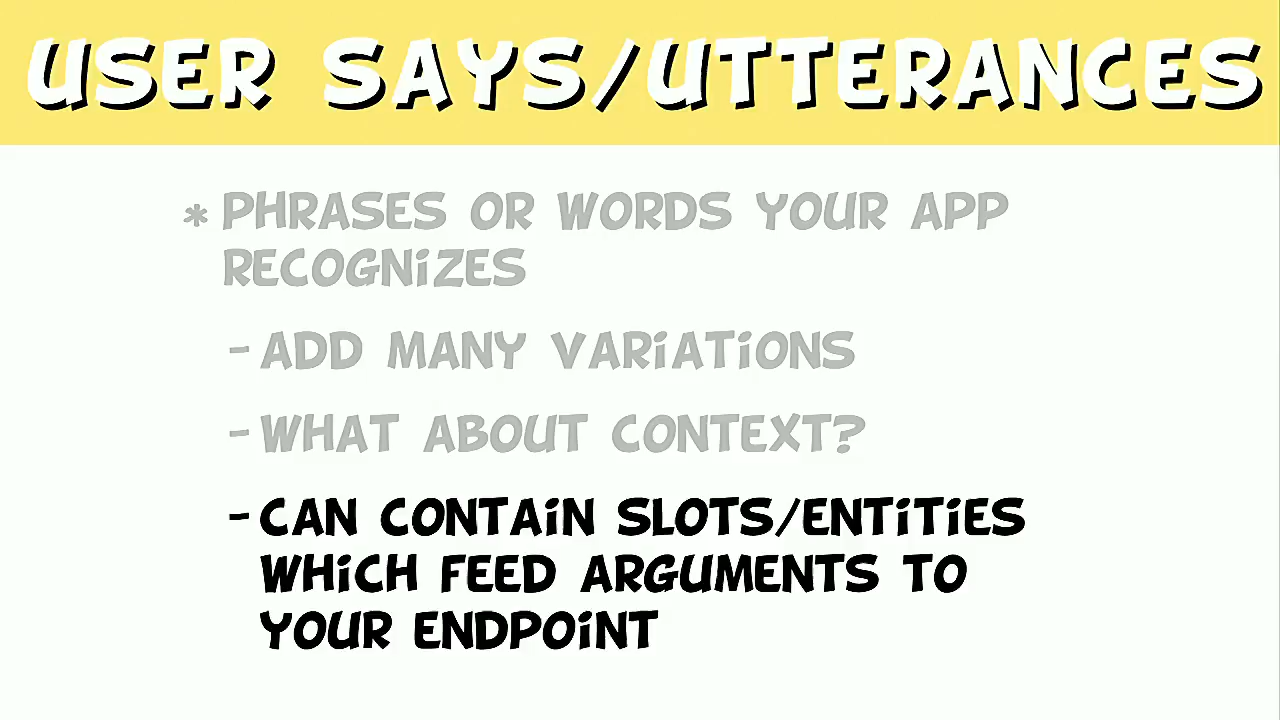 USER SAYS/UTTERANCES
* PHRASES OR WORDS YOUR APP
RECOGNiZES
- ADD MANY VARiATiONS
- WHAT ABOUT CONTEXT?
- CAN CONTAiN SLOTS/ENTiTiES
WHiCH FEED ARGUMENTS TO
YOUR ENDPOiNT